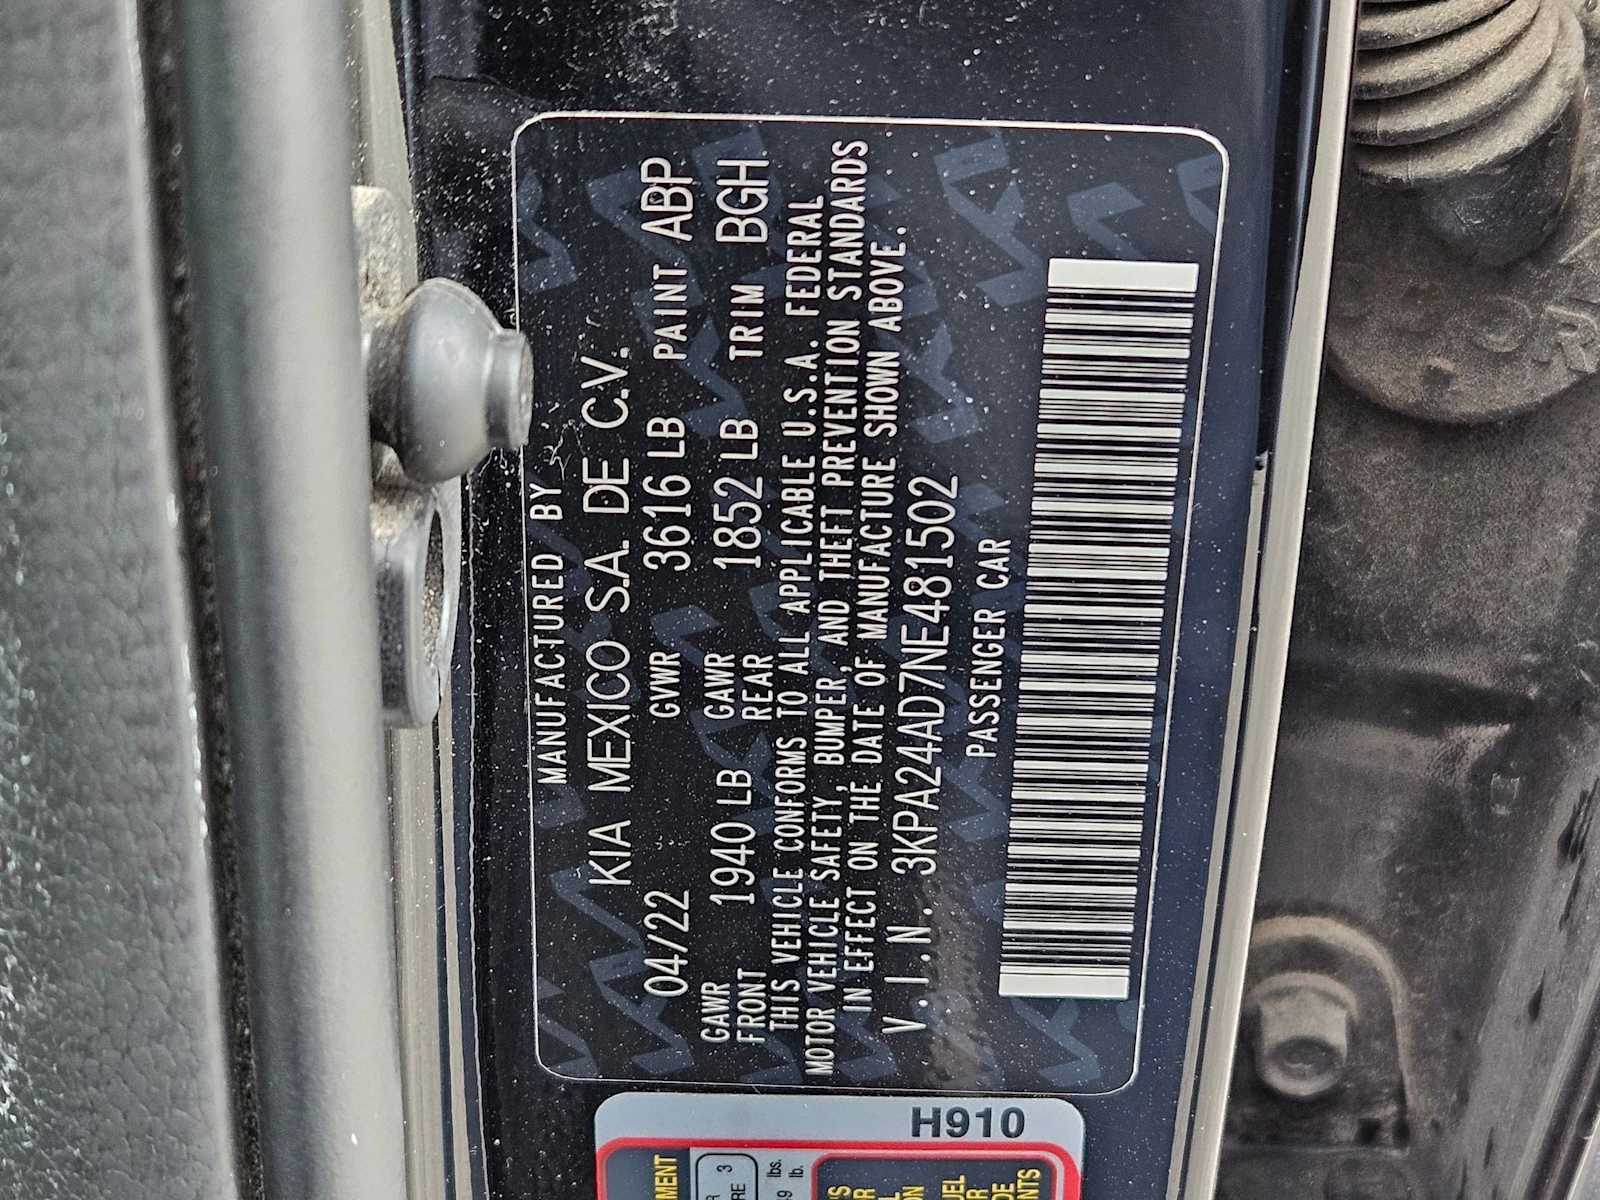 MANUFACTURED BY
KIA MEXICO S.A. DE C.V.
04/22 GVWR 3616 LB PAINT ABP
GAWR FRONT 1940 LB GAWR REAR 1852 LB TRIM BGH
THIS VEHICLE CONFORMS TO ALL APPLICABLE U.S.A. FEDERAL
MOTOR VEHICLE SAFETY, BUMPER, AND THEFT PREVENTION STANDARDS
IN EFFECT ON THE DATE OF MANUFACTURE SHOWN ABOVE.
V.I.N. 3KPA24AD7NE481502
PASSENGER CAR
H910